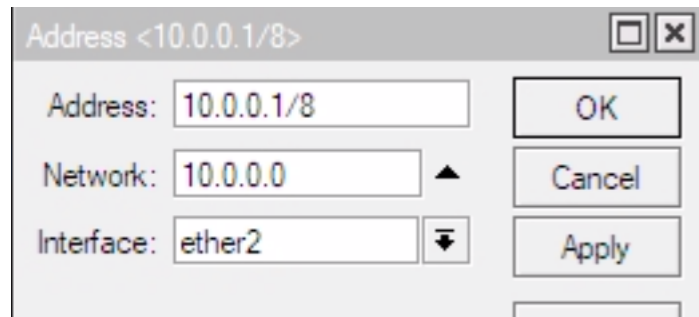 Address <10.0.0.1/8>
Address: 10.0.0.1/8 OK
Network: 10.0.0.0 Cancel
Interface: ether2 Apply